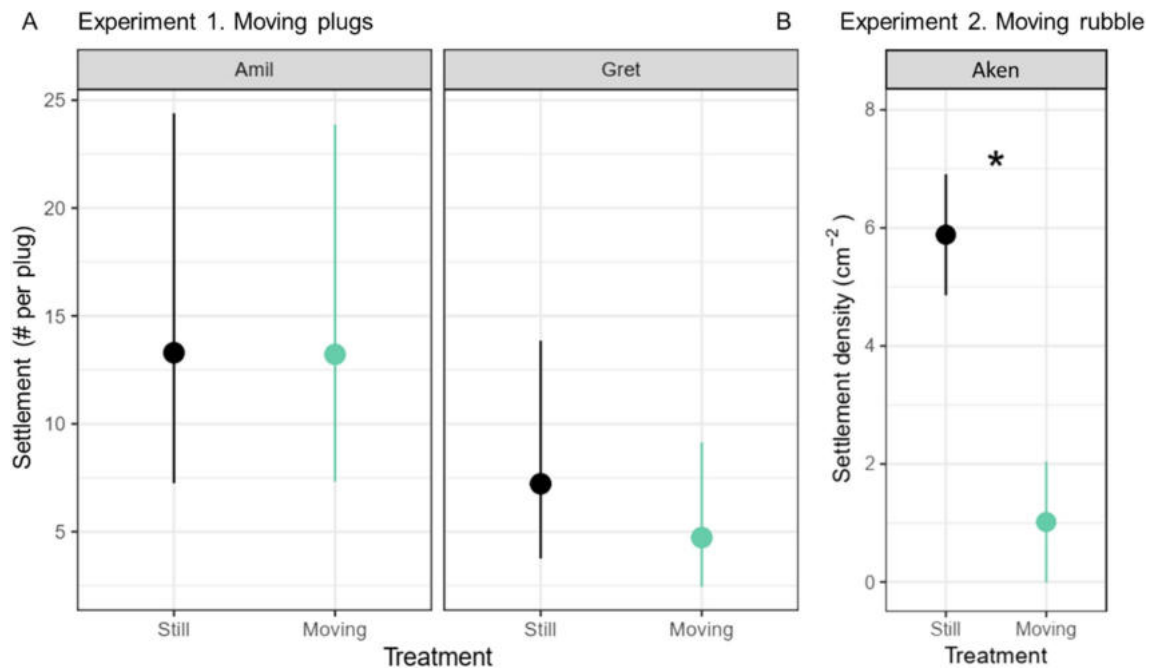 A Experiment 1. Moving plugs
Amil
Gret
Settlement (# per plug)
25
20
15
10
5
Still
Moving
Still
Moving
Treatment
B Experiment 2. Moving rubble
Aken
*
Settlement density (cm⁻²)
8
6
4
2
0
Still
Moving
Treatment